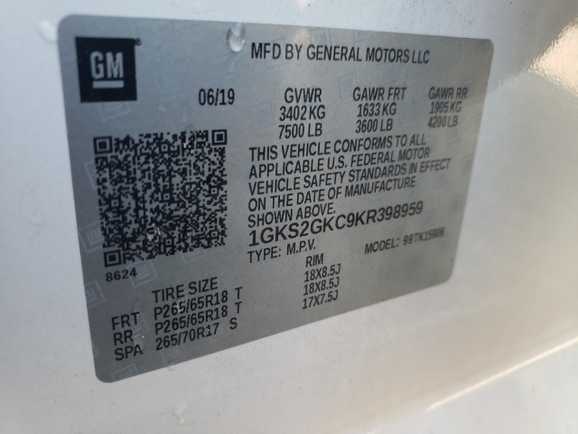 GM
MFD BY GENERAL MOTORS LLC
06/19 GVWR GAWR FRT GAWR RR
3402 KG 1633 KG 1905 KG
7500 LB 3600 LB 4200 LB
THIS VEHICLE CONFORMS TO ALL
APPLICABLE U.S. FEDERAL MOTOR
VEHICLE SAFETY STANDARDS IN EFFECT
ON THE DATE OF MANUFACTURE
1GKS2GKC9KR398959
TYPE: M.P.V. MODEL:
8624
TIRE SIZE RIM
FRT P265/65R18 T 18X8.5J
RR P265/65R18 T 18X8.5J
SPA 265/70R17 S 17X7.5J